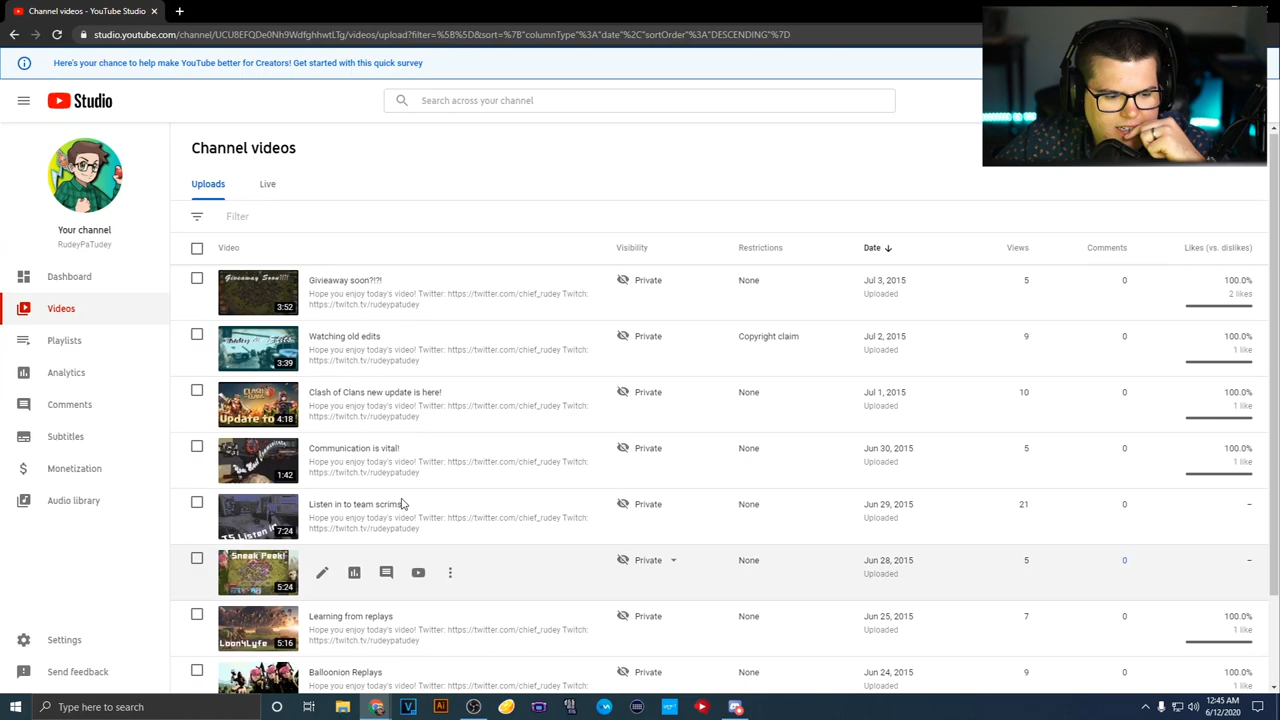 Channel videos - YouTube Studio
studio.youtube.com/channel/UCU8EFQDe0Nh9WdfghhwtLTg/videos/upload?filter=%5B%5D&sort=%7B"columnType"%3A"date"%2C"sortOrder"%3A"DESCENDING"%7D
Here's your chance to help make YouTube better for Creators! Get started with this quick survey
Studio
Search across your channel
Your channel
RudeyPaTudey
Dashboard
Videos
Playlists
Analytics
Comments
Subtitles
Monetization
Audio library
Settings
Send feedback
Channel videos
Uploads Live
Filter
Video Visibility Restrictions Date Views Comments Likes (vs. dislikes)
Giveaway Soon!!!!
3:52
Givieaway soon?!?! Private None Jul 3, 2015 5 0 100.0%
Hope you enjoy today's video! Twitter: https://twitter.com/chief_rudey Twitch: Uploaded 2 likes
https://twitch.tv/rudeypatudey
3:39
Watching old edits Private Copyright claim Jul 2, 2015 9 0 100.0%
Hope you enjoy today's video! Twitter: https://twitter.com/chief_rudey Twitch: Uploaded 1 like
https://twitch.tv/rudeypatudey
Update to
4:18
Clash of Clans new update is here! Private None Jul 1, 2015 10 0 100.0%
Hope you enjoy today's video! Twitter: https://twitter.com/chief_rudey Twitch: Uploaded 1 like
https://twitch.tv/rudeypatudey
1:42
Communication is vital! Private None Jun 30, 2015 5 0 100.0%
Hope you enjoy today's video! Twitter: https://twitter.com/chief_rudey Twitch: Uploaded 1 like
https://twitch.tv/rudeypatudey
T5 Listen in
7:24
Listen in to team scrims Private None Jun 29, 2015 21 0 –
Hope you enjoy today's video! Twitter: https://twitter.com/chief_rudey Twitch: Uploaded
https://twitch.tv/rudeypatudey
Sneak Peek!
5:24
Private None Jun 28, 2015 5 0 –
Uploaded
Loon4Lyfe
5:16
Learning from replays Private None Jun 25, 2015 7 0 100.0%
Hope you enjoy today's video! Twitter: https://twitter.com/chief_rudey Twitch: Uploaded 1 like
https://twitch.tv/rudeypatudey
Balloonion Replays Private None Jun 24, 2015 9 0 100.0%
Hope you enjoy today's video! Twitter: https://twitter.com/chief_rudey Twitch: Uploaded 1 like
Type here to search
12:45 AM
6/12/2020